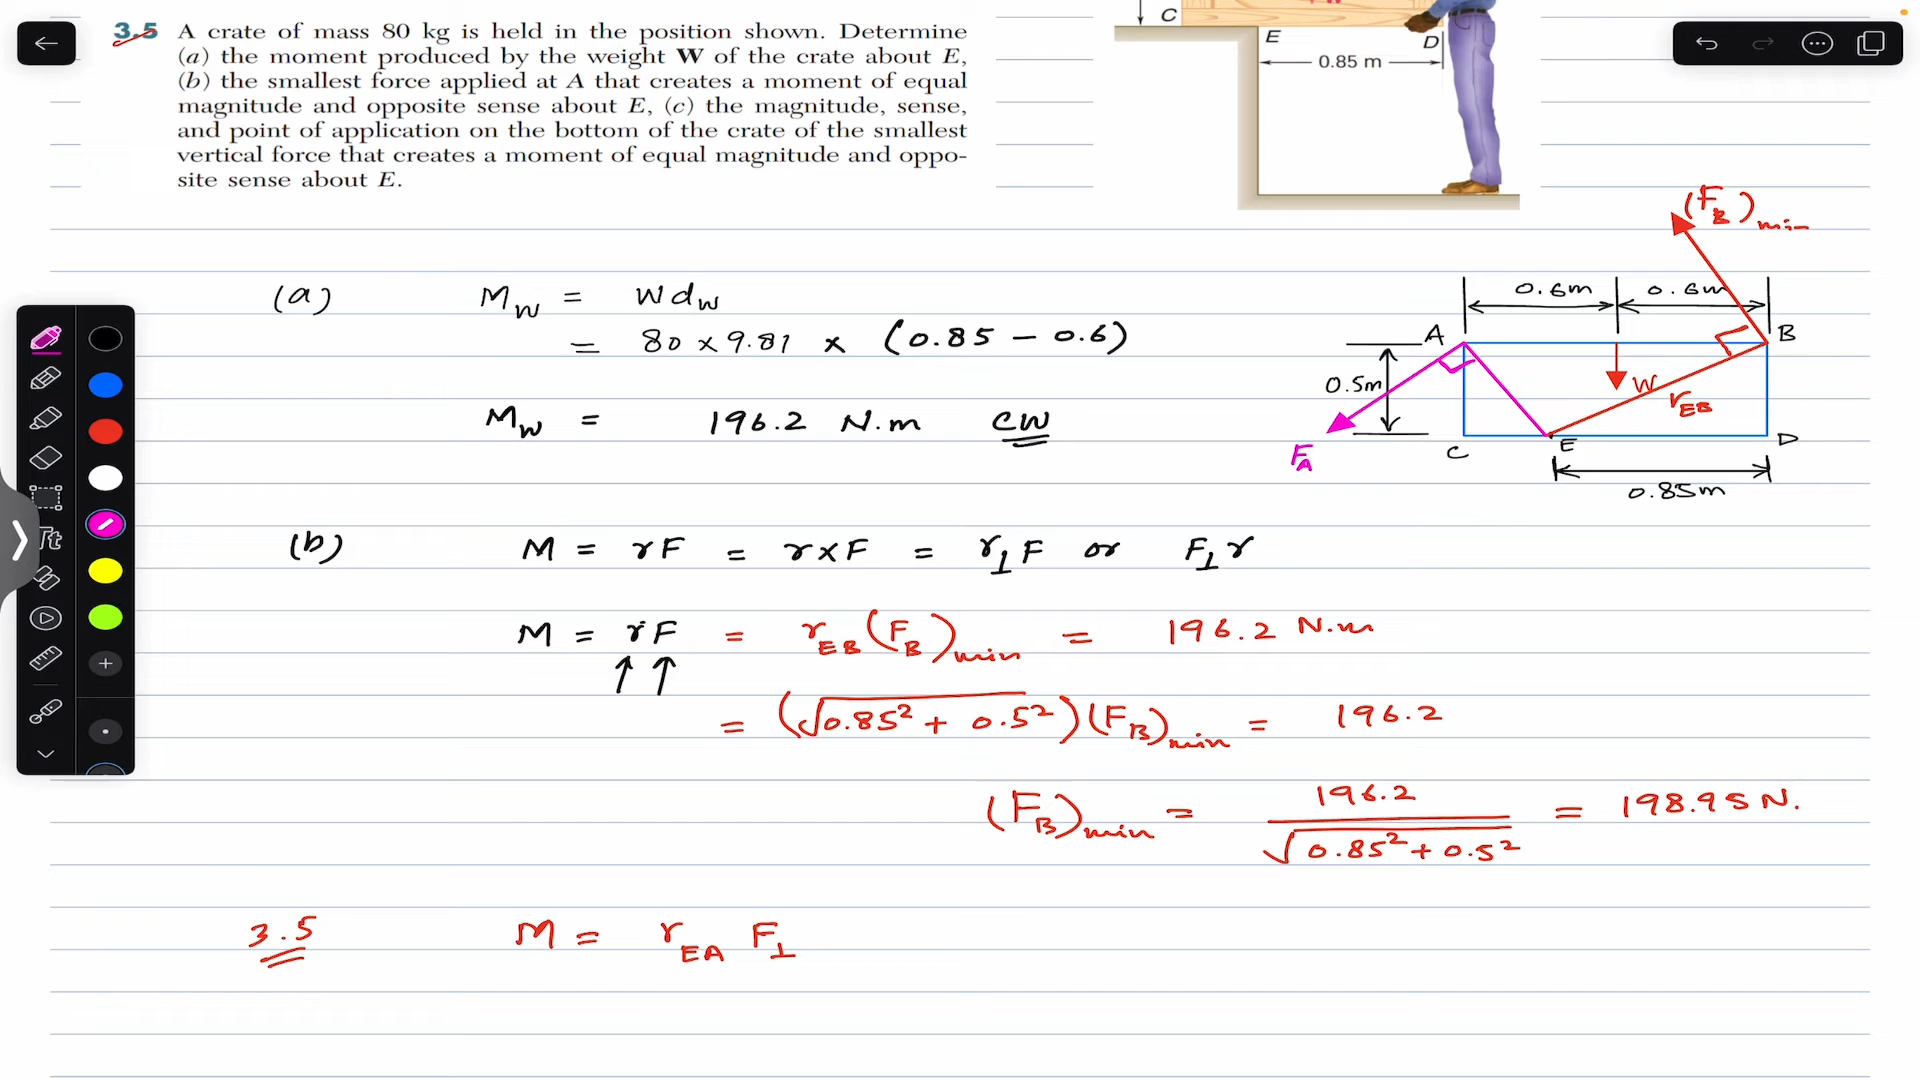 3.5 A crate of mass 80 kg is held in the position shown. Determine
(a) the moment produced by the weight W of the crate about E,
(b) the smallest force applied at A that creates a moment of equal
magnitude and opposite sense about E, (c) the magnitude, sense,
and point of application on the bottom of the crate of the smallest
vertical force that creates a moment of equal magnitude and oppo-
site sense about E.
C
E
D
0.85 m
(F_B)_min
0.6m 0.6m
A
B
0.5m
W
r_EB
F_A
C
E
D
0.85m
(a) M_W = W d_W
= 80 × 9.81 × (0.85 − 0.6)
M_W = 196.2 N.m CW
(b) M = rF = r×F = r⊥F or F⊥r
M = rF = r_EB (F_B)_min = 196.2 N.m
= (√0.85² + 0.5²)(F_B)_min = 196.2
(F_B)_min = 196.2 / √0.85² + 0.5² = 198.95 N.
3.5 M = r_EA F⊥
Tt